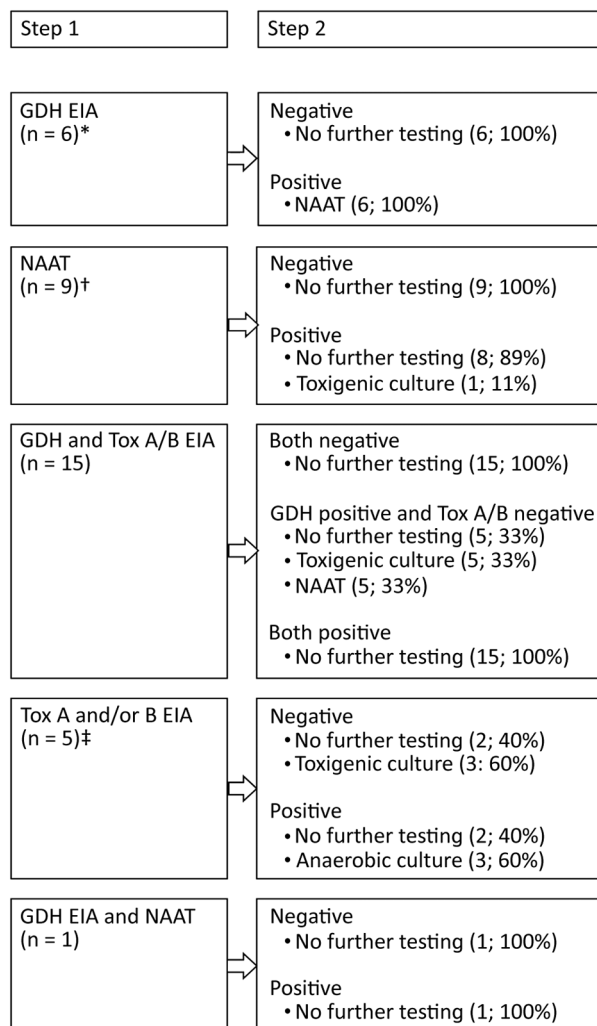 Step 1
Step 2
GDH EIA
(n = 6)*
Negative
• No further testing (6; 100%)
Positive
• NAAT (6; 100%)
NAAT
(n = 9)†
Negative
• No further testing (9; 100%)
Positive
• No further testing (8; 89%)
• Toxigenic culture (1; 11%)
GDH and Tox A/B EIA
(n = 15)
Both negative
• No further testing (15; 100%)
GDH positive and Tox A/B negative
• No further testing (5; 33%)
• Toxigenic culture (5; 33%)
• NAAT (5; 33%)
Both positive
• No further testing (15; 100%)
Tox A and/or B EIA
(n = 5)‡
Negative
• No further testing (2; 40%)
• Toxigenic culture (3: 60%)
Positive
• No further testing (2; 40%)
• Anaerobic culture (3; 60%)
GDH EIA and NAAT
(n = 1)
Negative
• No further testing (1; 100%)
Positive
• No further testing (1; 100%)